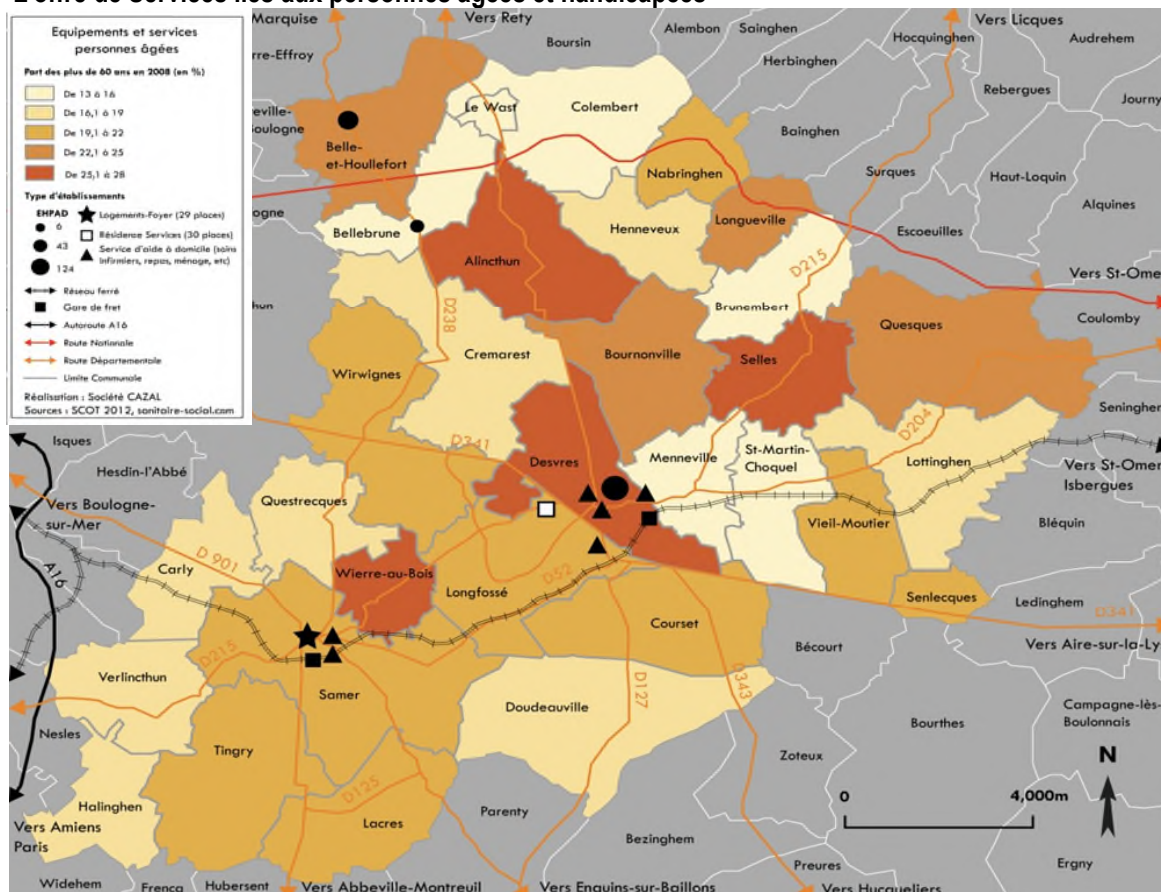 L'offre de services liés aux personnes âgées et handicapées
Equipements et services
personnes âgées
Part des plus de 60 ans en 2008 (en %)
De 13 à 16
De 16,1 à 19
De 19,1 à 22
De 22,1 à 25
De 25,1 à 28
Type d'établissements
EHPAD
6
43
124
Logements-Foyer (29 places)
Résidence Services (30 places)
Service d'aide à domicile (soins
infirmiers, repas, ménage, etc)
Réseau ferré
Gare de fret
Autoroute A16
Route Nationale
Route Départementale
Limite Communale
Réalisation : Société CAZAL
Sources : SCOT 2012, sanitaire-social.com
Marquise
Vers Rety
Vers Licques
rre-Effroy
Boursin
Alembon
Sainghen
Herbinghen
Hocquinghen
Audrehem
Rebergues
Journy
Le Wast
Colembert
eville-
oulogne
Belle-
et-Houllefort
Bainghen
Nabringhen
Surques
Haut-Loquin
Alquines
ogne
Bellebrune
Henneveux
Longueville
Escoeuilles
Alincthun
D215
Vers St-Ome
Brunembert
Coulomby
hun
D238
Quesques
Cremarest
Bournonville
Selles
Wirwignes
Seninghem
D204
Isques
Hesdin-l'Abbé
D341
Desvres
Menneville
St-Martin-
Choquel
Lottinghen
Vers St-Omer
Isbergues
Vers Boulogne-
sur-Mer
Questrecques
Vieil-Moutier
Bléquin
A16
D 901
Carly
Wierre-au-Bois
Longfossé
D52
Senlecques
Ledinghem
D341
Courset
Bécourt
Vers Aire-sur-la-Ly
D215
Verlincthun
Samer
D127
D343
Doudeauville
Bourthes
Campagne-lès-
Boulonnais
Nesles
Tingry
Zoteux
N
Halinghen
D125
0
4,000m
Vers Amiens
Paris
Lacres
Parenty
Bezinghem
Preures
Ergny
Widehem
Frencq
Hubersent
Vers Abbeville-Montreuil
Vers Enquins-sur-Baillons
Vers Hucqueliers